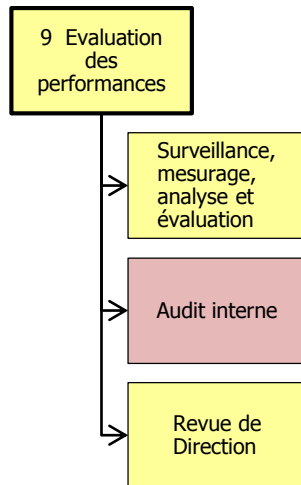 9 Evaluation
des
performances
Surveillance,
mesurage,
analyse et
évaluation
Audit interne
Revue de
Direction